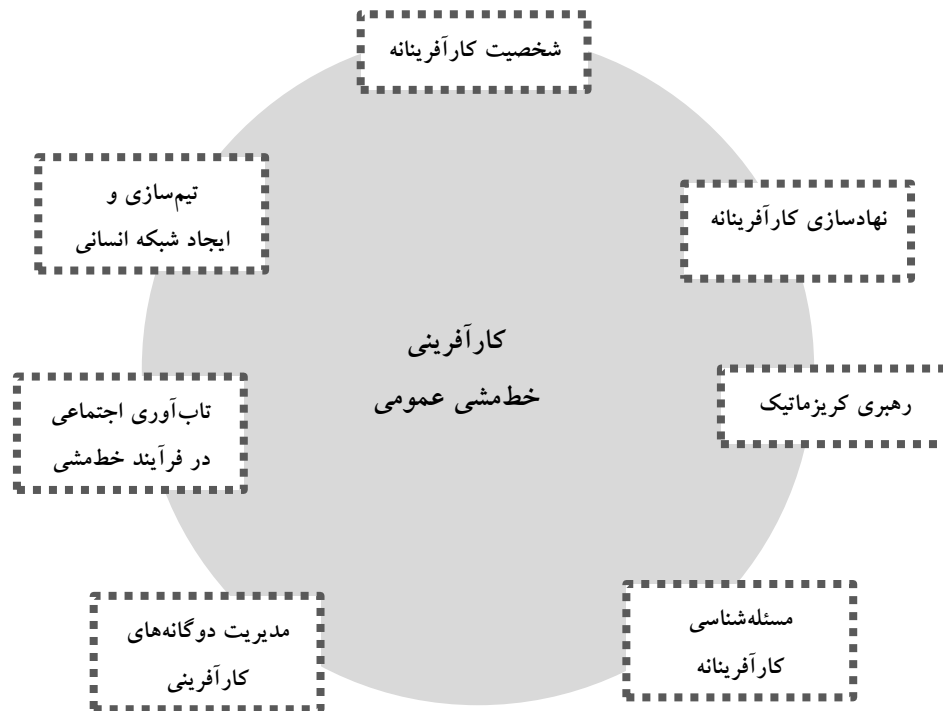 شخصیت کارآفرینانه
تیم‌سازی و
ایجاد شبکه انسانی
نهادسازی کارآفرینانه
کارآفرینی
خط‌مشی عمومی
تاب‌آوری اجتماعی
در فرآیند خط‌مشی
رهبری کریزماتیک
مدیریت دوگانه‌های
کارآفرینی
مسئله‌شناسی
کارآفرینانه